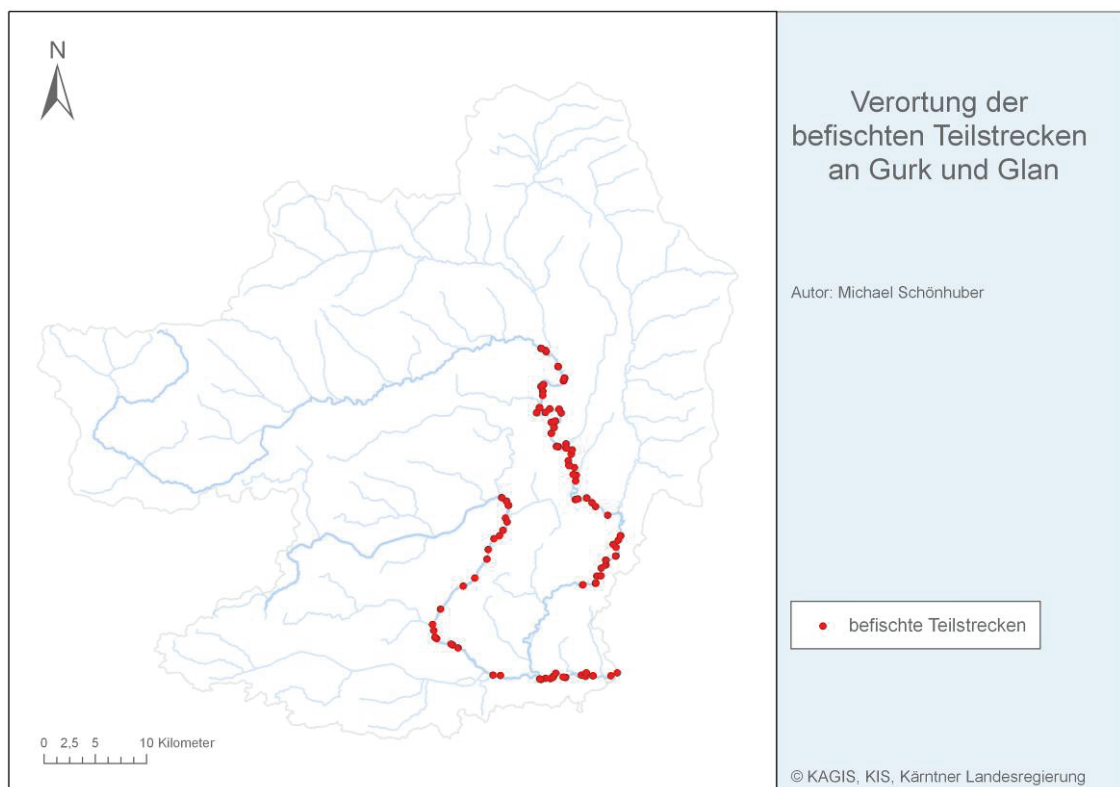 N
Verortung der
befischten Teilstrecken
an Gurk und Glan
Autor: Michael Schönhuber
befischte Teilstrecken
0 2,5 5 10 Kilometer
© KAGIS, KIS, Kärntner Landesregierung